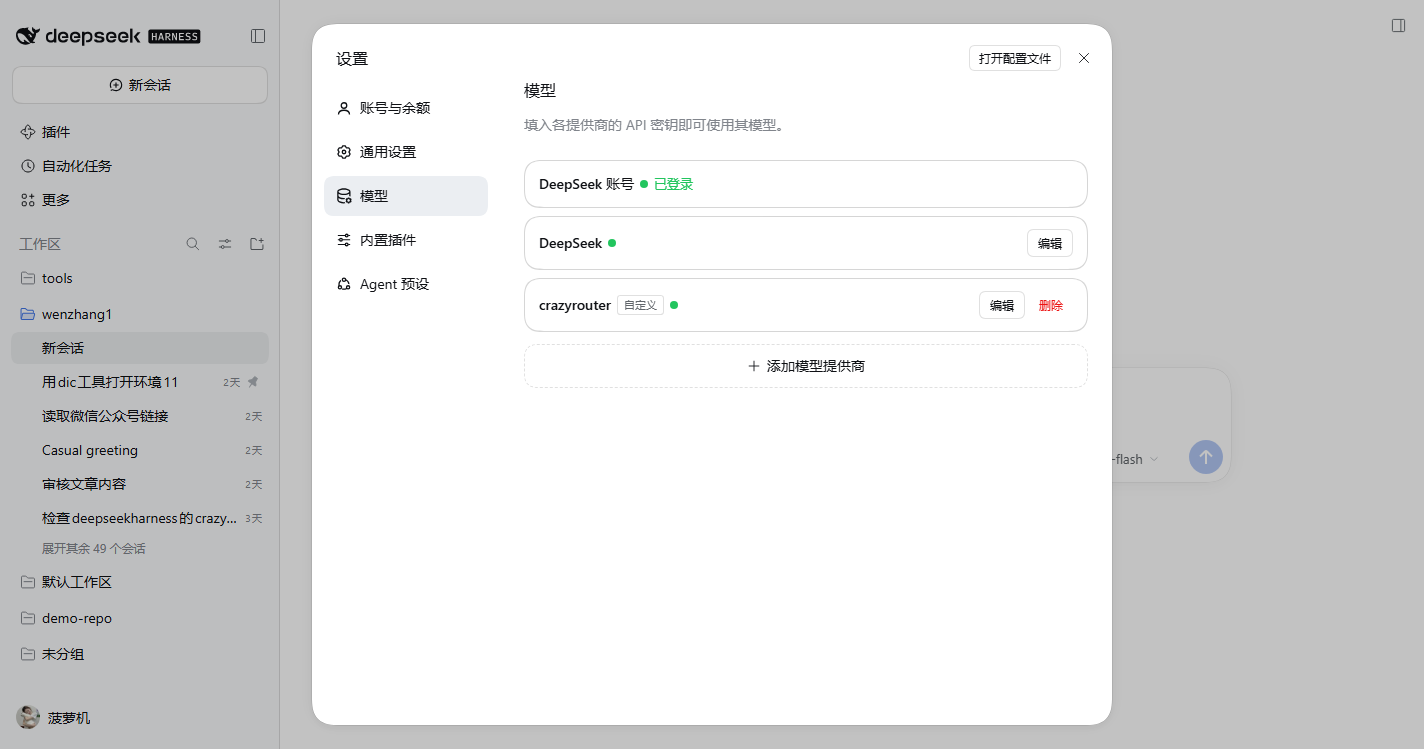 deepseek HARNESS
新会话
插件
自动化任务
更多
工作区
tools
wenzhang1
新会话
用dic工具打开环境11 2天
读取微信公众号链接 2天
Casual greeting 2天
审核文章内容 2天
检查deepseekharness的crazy... 3天
展开其余 49 个会话
默认工作区
demo-repo
未分组
菠萝机
设置
打开配置文件
账号与余额
通用设置
模型
内置插件
Agent 预设
模型
填入各提供商的 API 密钥即可使用其模型。
DeepSeek 账号 已登录
DeepSeek 编辑
crazyrouter 自定义 编辑 删除
添加模型提供商
-flash